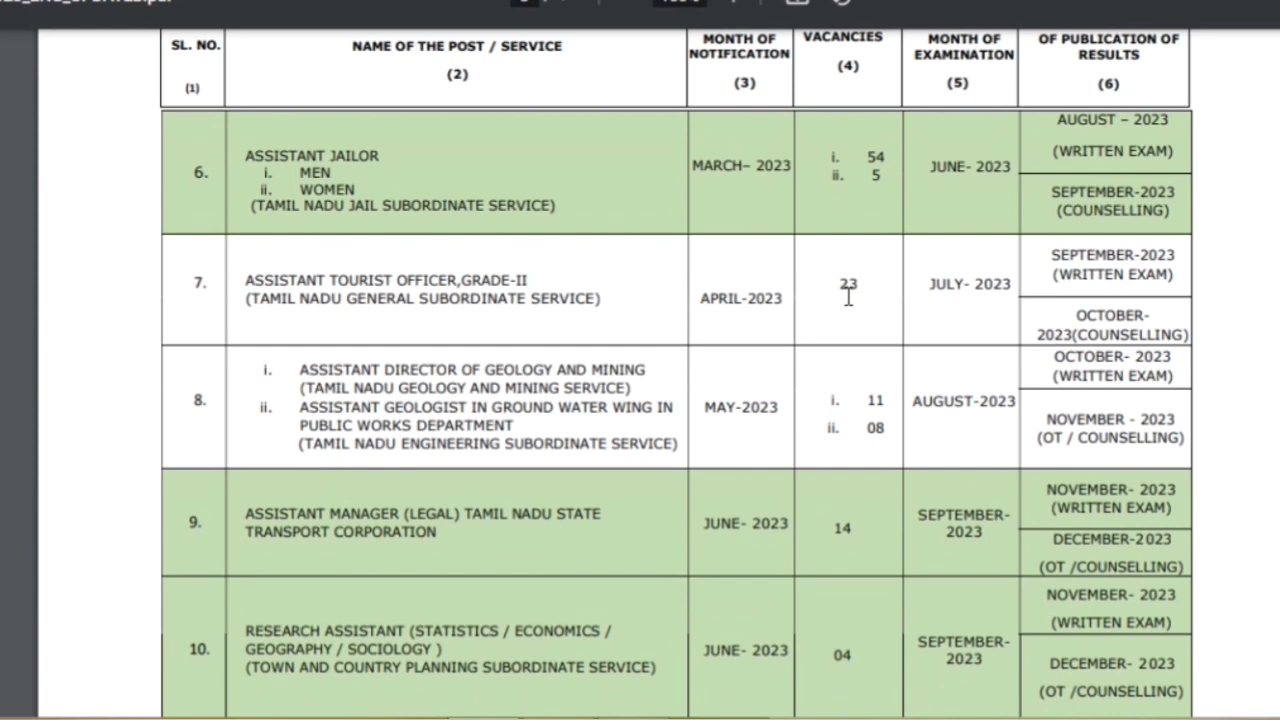 SL. NO.
(1)
NAME OF THE POST / SERVICE
(2)
MONTH OF
NOTIFICATION
(3)
VACANCIES
(4)
MONTH OF
EXAMINATION
(5)
OF PUBLICATION OF
RESULTS
(6)
6.
ASSISTANT JAILOR
i. MEN
ii. WOMEN
(TAMIL NADU JAIL SUBORDINATE SERVICE)
MARCH– 2023
i. 54
ii. 5
JUNE- 2023
AUGUST – 2023
(WRITTEN EXAM)
SEPTEMBER-2023
(COUNSELLING)
7.
ASSISTANT TOURIST OFFICER,GRADE-II
(TAMIL NADU GENERAL SUBORDINATE SERVICE)
APRIL-2023
23
JULY- 2023
SEPTEMBER-2023
(WRITTEN EXAM)
OCTOBER-
2023(COUNSELLING)
8.
i. ASSISTANT DIRECTOR OF GEOLOGY AND MINING
(TAMIL NADU GEOLOGY AND MINING SERVICE)
ii. ASSISTANT GEOLOGIST IN GROUND WATER WING IN
PUBLIC WORKS DEPARTMENT
(TAMIL NADU ENGINEERING SUBORDINATE SERVICE)
MAY-2023
i. 11
ii. 08
AUGUST-2023
OCTOBER- 2023
(WRITTEN EXAM)
NOVEMBER - 2023
(OT / COUNSELLING)
9.
ASSISTANT MANAGER (LEGAL) TAMIL NADU STATE
TRANSPORT CORPORATION
JUNE- 2023
14
SEPTEMBER-
2023
NOVEMBER- 2023
(WRITTEN EXAM)
DECEMBER-2023
(OT /COUNSELLING)
10.
RESEARCH ASSISTANT (STATISTICS / ECONOMICS /
GEOGRAPHY / SOCIOLOGY )
(TOWN AND COUNTRY PLANNING SUBORDINATE SERVICE)
JUNE- 2023
04
SEPTEMBER-
2023
NOVEMBER- 2023
(WRITTEN EXAM)
DECEMBER- 2023
(OT /COUNSELLING)